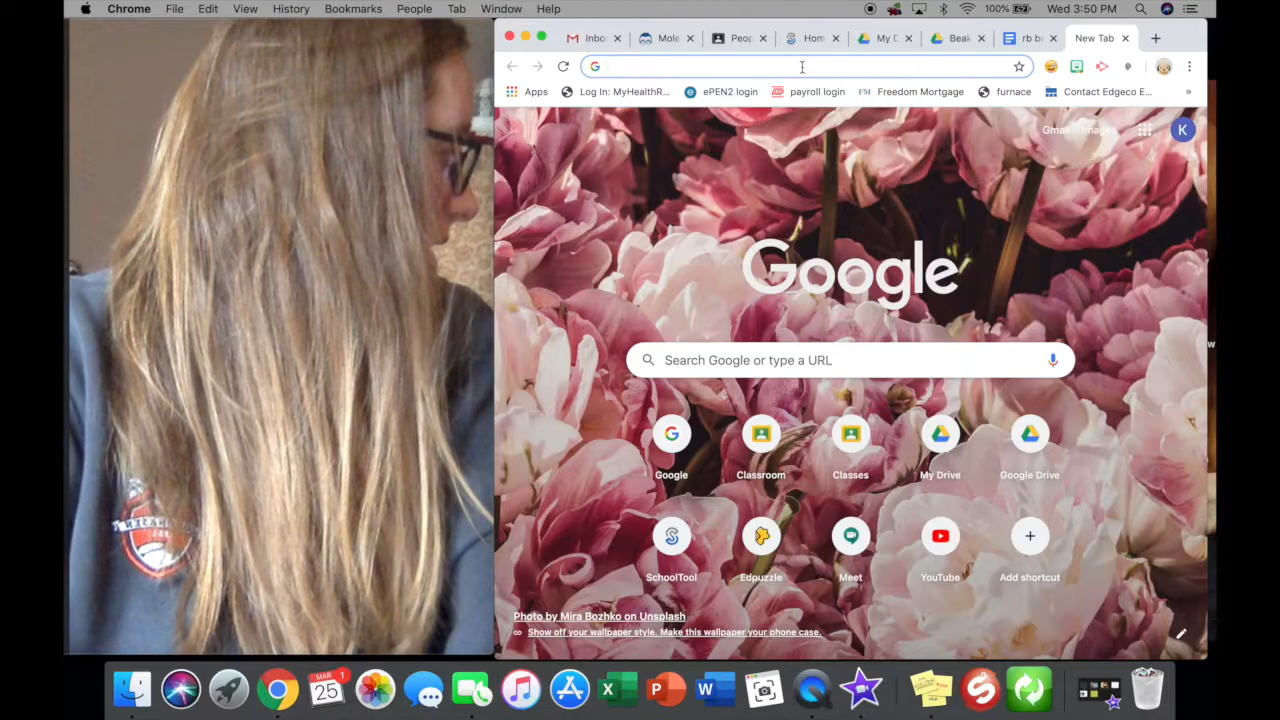 Chrome File Edit View History Bookmarks People Tab Window Help 100% Wed 3:50 PM
Inbo Mole Peop Hom My D Beak rb be New Tab
Apps Log In: MyHealthR... ePEN2 login payroll login FM Freedom Mortgage furnace Contact Edgeco E... »
Gmail Images K
Google
Search Google or type a URL
Google Classroom Classes My Drive Google Drive
SchoolTool Edpuzzle Meet YouTube Add shortcut
Photo by Mira Bozhko on Unsplash
Show off your wallpaper style. Make this wallpaper your phone case.
MAR 1
25